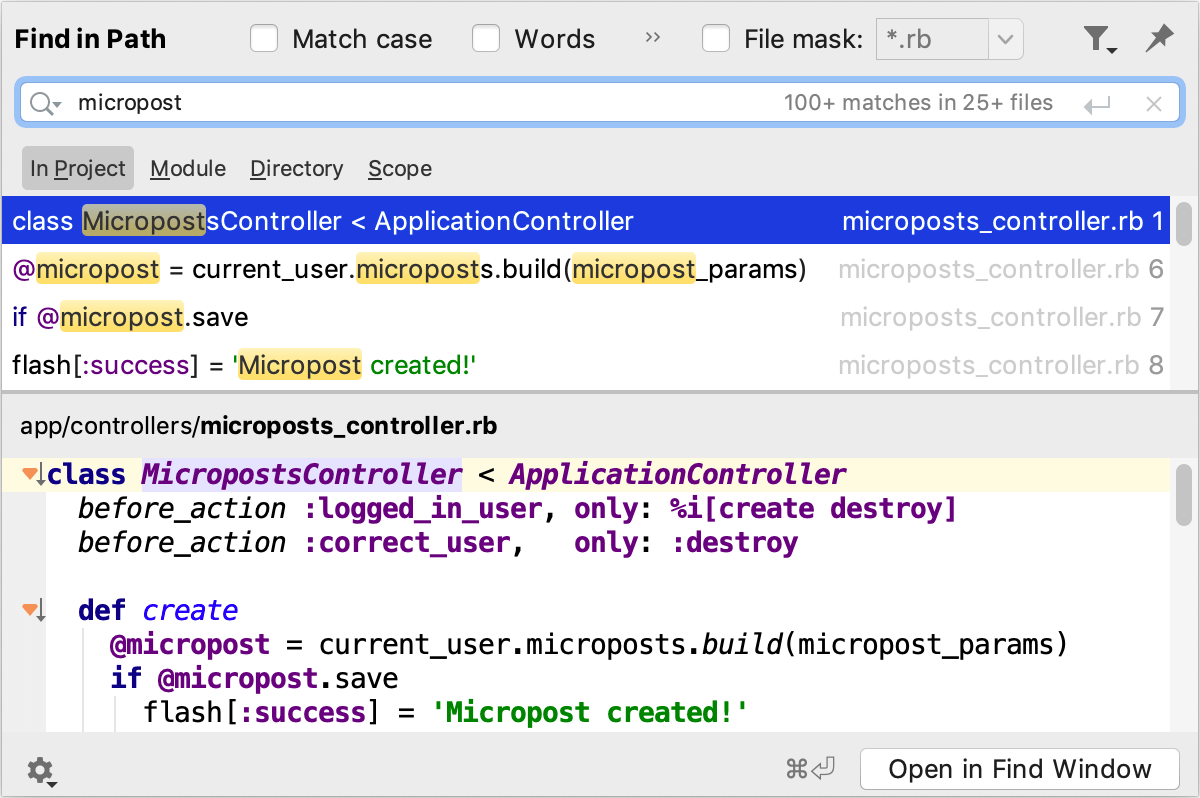 Find in Path Match case Words >> File mask: *.rb
micropost 100+ matches in 25+ files
In Project Module Directory Scope
class MicropostsController < ApplicationController microposts_controller.rb 1
@micropost = current_user.microposts.build(micropost_params) microposts_controller.rb 6
if @micropost.save microposts_controller.rb 7
flash[:success] = 'Micropost created!' microposts_controller.rb 8
app/controllers/microposts_controller.rb
class MicropostsController < ApplicationController
before_action :logged_in_user, only: %i[create destroy]
before_action :correct_user, only: :destroy
def create
@micropost = current_user.microposts.build(micropost_params)
if @micropost.save
flash[:success] = 'Micropost created!'
⌘⏎ Open in Find Window